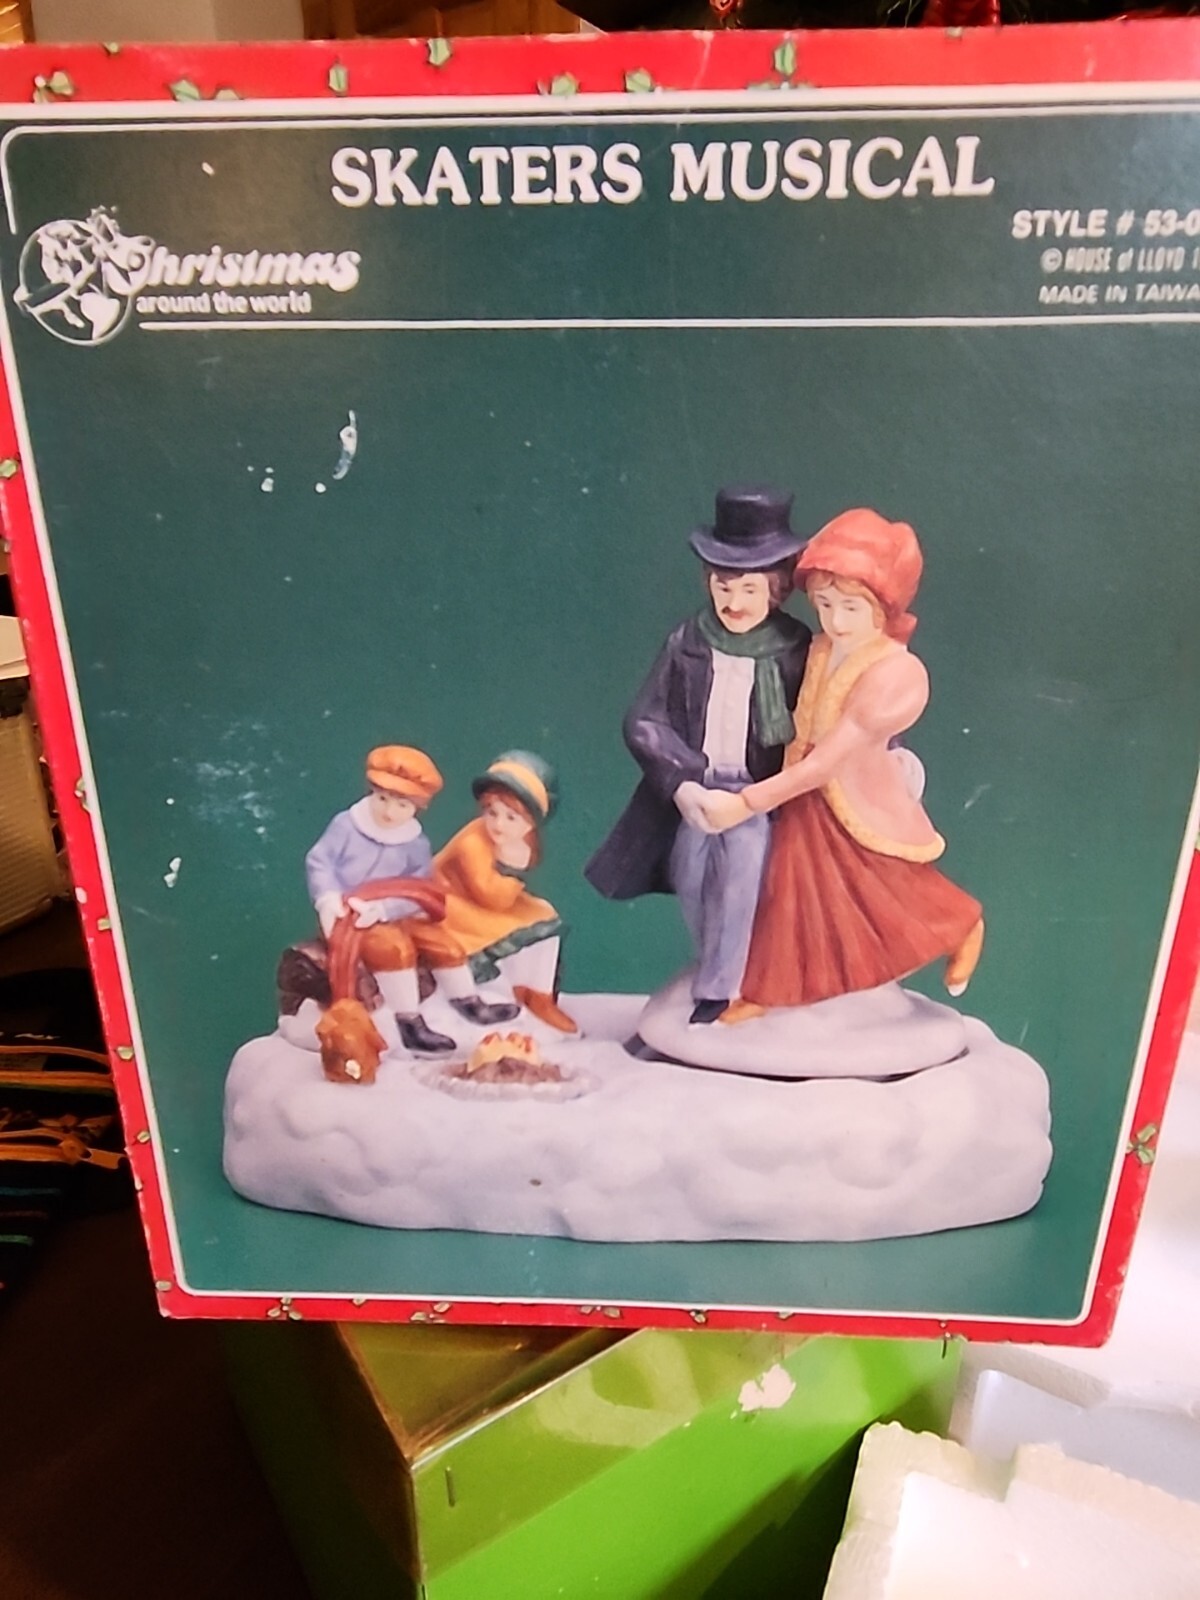 SKATERS MUSICAL
STYLE # 53-0
© HOUSE of LLOYD 1
MADE IN TAIWA
Christmas
around the world